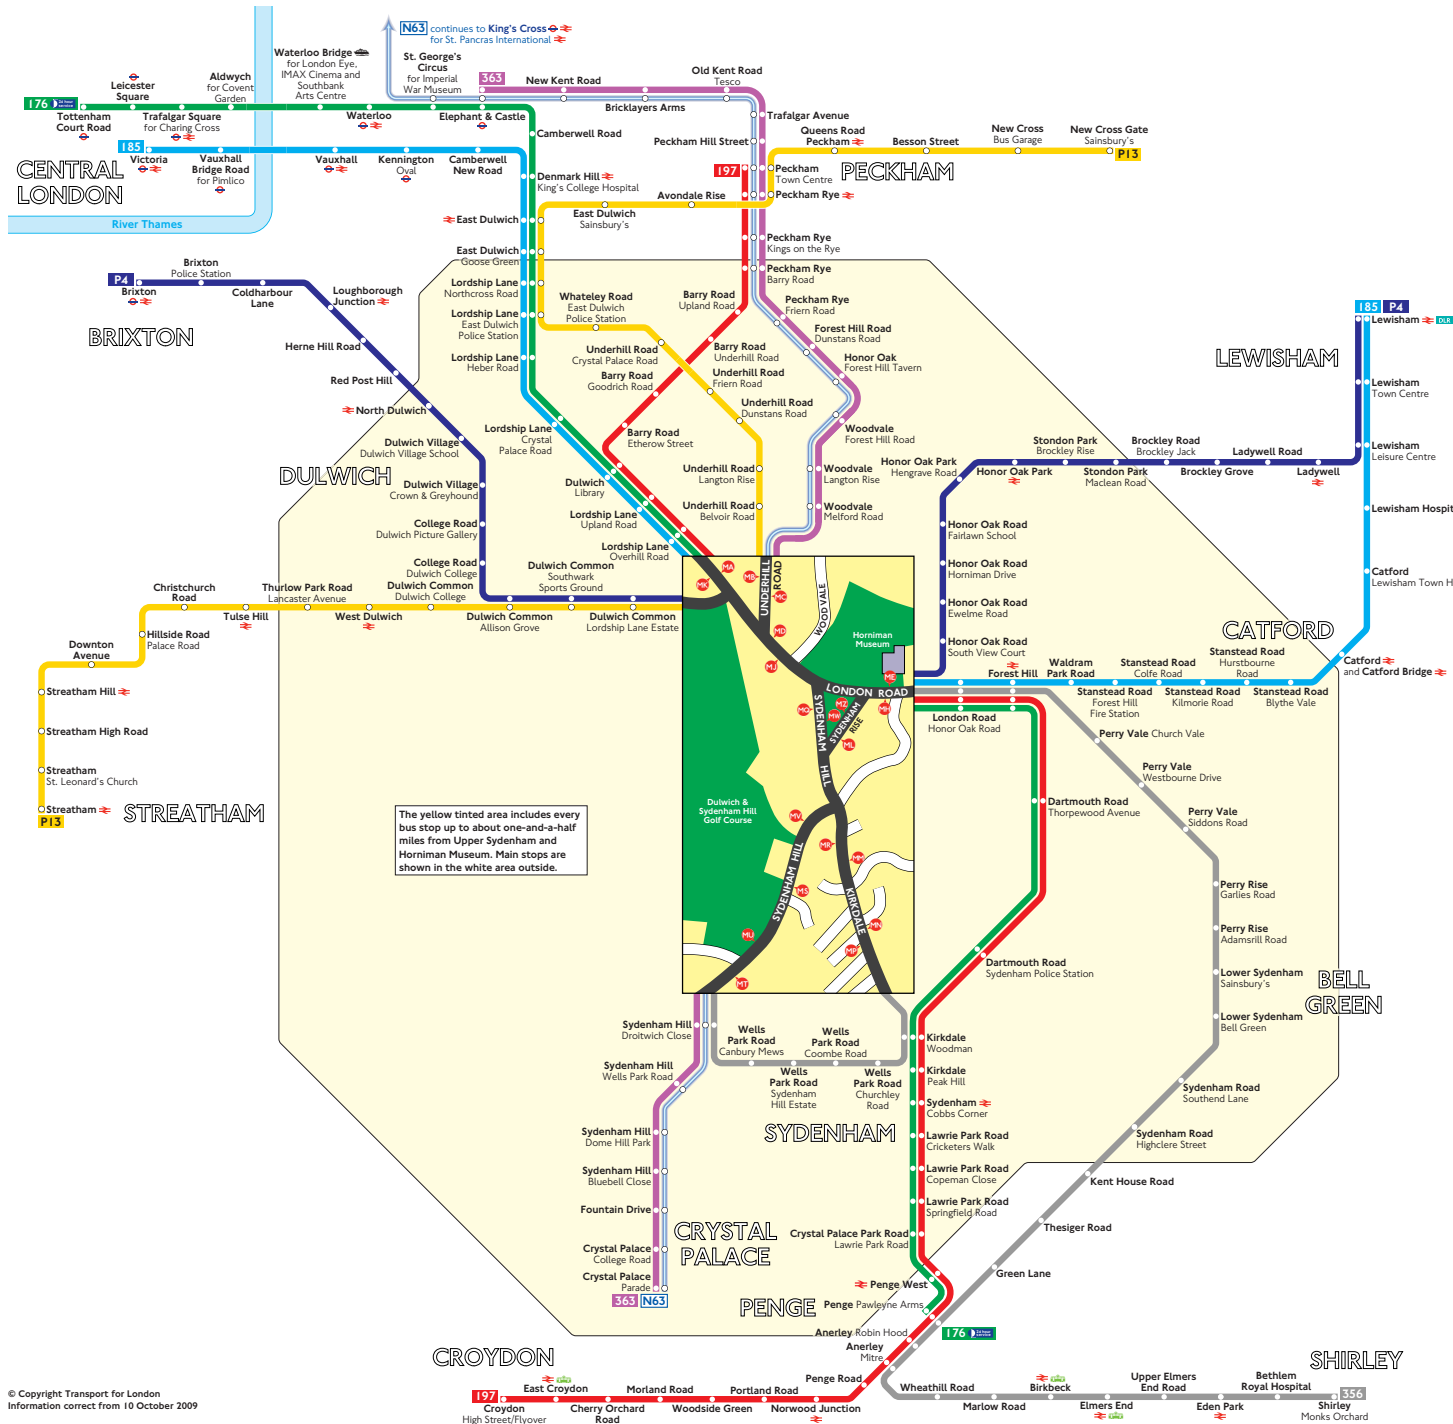 N63 continues to King's Cross
for St. Pancras International
Waterloo Bridge
for London Eye,
IMAX Cinema and
Southbank
Arts Centre
St. George's
Circus
for Imperial
War Museum
363
New Kent Road
Old Kent Road
Tesco
Bricklayers Arms
Leicester
Square
Aldwych
for Covent
Garden
176 24 hour service
Tottenham
Court Road
Trafalgar Square
for Charing Cross
Waterloo
Elephant & Castle
Camberwell Road
Trafalgar Avenue
Peckham Hill Street
Queens Road
Peckham
Besson Street
New Cross
Bus Garage
New Cross Gate
Sainsbury's
P13
185
Victoria
Vauxhall
Bridge Road
for Pimlico
Vauxhall
Kennington
Oval
Camberwell
New Road
CENTRAL
LONDON
River Thames
Denmark Hill
King's College Hospital
197
Peckham
Town Centre
PECKHAM
Peckham Rye
Avondale Rise
East Dulwich
East Dulwich
Sainsbury's
East Dulwich
Goose Green
Peckham Rye
Kings on the Rye
Peckham Rye
Barry Road
P4
Brixton
Brixton
Police Station
Coldharbour
Lane
Loughborough
Junction
BRIXTON
Herne Hill Road
Red Post Hill
North Dulwich
Dulwich Village
Dulwich Village School
DULWICH
Dulwich Village
Crown & Greyhound
College Road
Dulwich Picture Gallery
College Road
Dulwich College
Lordship Lane
Northcross Road
Lordship Lane
East Dulwich
Police Station
Lordship Lane
Heber Road
Lordship Lane
Crystal
Palace Road
Dulwich
Library
Lordship Lane
Upland Road
Lordship Lane
Overhill Road
Whateley Road
East Dulwich
Police Station
Underhill Road
Crystal Palace Road
Barry Road
Upland Road
Barry Road
Underhill Road
Barry Road
Goodrich Road
Barry Road
Etherow Street
Underhill Road
Friern Road
Underhill Road
Dunstans Road
Underhill Road
Langton Rise
Underhill Road
Belvoir Road
Peckham Rye
Friern Road
Forest Hill Road
Dunstans Road
Honor Oak
Forest Hill Tavern
Woodvale
Forest Hill Road
Woodvale
Langton Rise
Woodvale
Melford Road
185 P4
Lewisham DLR
LEWISHAM
Lewisham
Town Centre
Lewisham
Leisure Centre
Lewisham Hospit
Catford
Lewisham Town H
CATFORD
Catford
and Catford Bridge
Honor Oak Park
Hengrave Road
Honor Oak Park
Stondon Park
Brockley Rise
Stondon Park
Maclean Road
Brockley Road
Brockley Jack
Brockley Grove
Ladywell Road
Ladywell
Honor Oak Road
Fairlawn School
Honor Oak Road
Horniman Drive
Honor Oak Road
Ewelme Road
Honor Oak Road
South View Court
Forest Hill
Waldram
Park Road
Stanstead Road
Forest Hill
Fire Station
Stanstead Road
Colfe Road
Stanstead Road
Kilmorie Road
Stanstead Road
Hurstbourne
Road
Stanstead Road
Blythe Vale
London Road
Honor Oak Road
Christchurch
Road
Thurlow Park Road
Lancaster Avenue
Dulwich Common
Dulwich College
Dulwich Common
Southwark
Sports Ground
Tulse Hill
West Dulwich
Dulwich Common
Allison Grove
Dulwich Common
Lordship Lane Estate
Hillside Road
Palace Road
Downton
Avenue
Streatham Hill
Streatham High Road
Streatham
St. Leonard's Church
Streatham
P13
STREATHAM
The yellow tinted area includes every
bus stop up to about one-and-a-half
miles from Upper Sydenham and
Horniman Museum. Main stops are
shown in the white area outside.
MA
MK
MB
MC
UNDERHILL
ROAD
WOOD VALE
MD
MJ
Horniman
Museum
ME
LONDON ROAD
MH
MQ
MZ
MW
SYDENHAM
RISE
ML
SYDENHAM HILL
Dulwich &
Sydenham Hill
Golf Course
MV
MR
MM
MS
SYDENHAM HILL
KIRKDALE
MN
MP
MU
MT
Perry Vale Church Vale
Perry Vale
Westbourne Drive
Perry Vale
Siddons Road
Dartmouth Road
Thorpewood Avenue
Perry Rise
Garlies Road
Perry Rise
Adamsrill Road
Dartmouth Road
Sydenham Police Station
Lower Sydenham
Sainsbury's
BELL
GREEN
Lower Sydenham
Bell Green
Sydenham Road
Southend Lane
Sydenham Road
Highclere Street
Kent House Road
Thesiger Road
Green Lane
Sydenham Hill
Droitwich Close
Sydenham Hill
Wells Park Road
Wells
Park Road
Canbury Mews
Wells
Park Road
Coombe Road
Wells
Park Road
Sydenham
Hill Estate
Wells
Park Road
Churchley
Road
Kirkdale
Woodman
Kirkdale
Peak Hill
Sydenham
Cobbs Corner
SYDENHAM
Lawrie Park Road
Cricketers Walk
Lawrie Park Road
Copeman Close
Lawrie Park Road
Springfield Road
Crystal Palace Park Road
Lawrie Park Road
Sydenham Hill
Dome Hill Park
Sydenham Hill
Bluebell Close
Fountain Drive
Crystal Palace
College Road
Crystal Palace
Parade
363 N63
CRYSTAL
PALACE
Penge West
PENGE
Penge Pawleyne Arms
176 24 hour service
Anerley Robin Hood
Anerley
Mitre
Penge Road
CROYDON
197
Croydon
High Street/Flyover
East Croydon
Cherry Orchard
Road
Morland Road
Woodside Green
Portland Road
Norwood Junction
Wheathill Road
Marlow Road
Birkbeck
Elmers End
Upper Elmers
End Road
Eden Park
Bethlem
Royal Hospital
SHIRLEY
356
Shirley
Monks Orchard
© Copyright Transport for London
Information correct from 10 October 2009